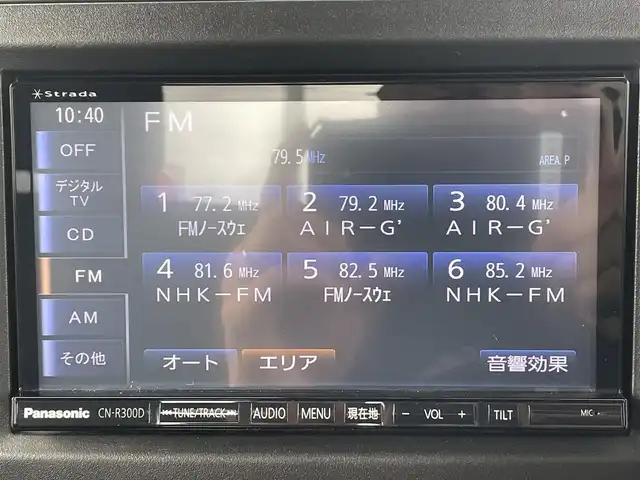 Strada
10:40
FM
OFF
79.5MHz
AREA.P
デジタル
TV
1 77.2 MHz
FMノースウェ
2 79.2 MHz
AIR-G'
3 80.4 MHz
AIR-G'
CD
FM
4 81.6 MHz
NHK-FM
5 82.5 MHz
FMノースウェ
6 85.2 MHz
NHK-FM
AM
その他
オート
エリア
音響効果
Panasonic CN-R300D TUNE/TRACK AUDIO MENU 現在地 - VOL + TILT MIC